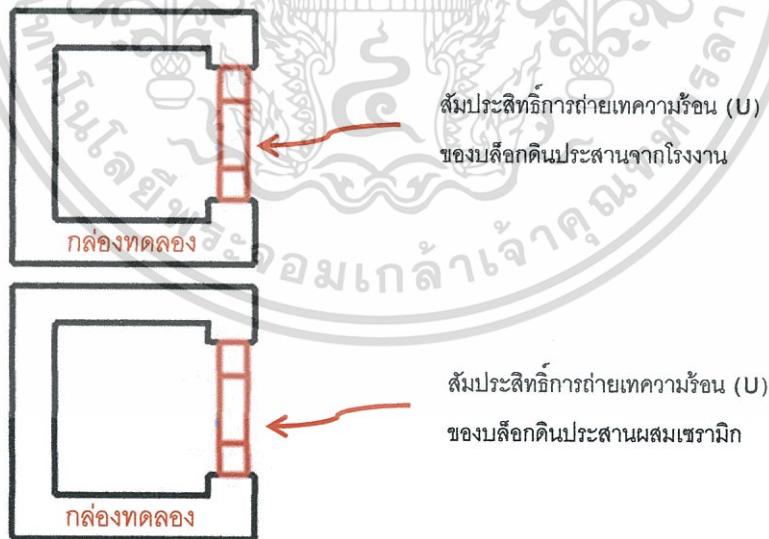 สัมประสิทธิ์การถ่ายเทความร้อน (U)
ของบล็อกดินประสานจากโรงงาน
กล่องทดลอง
สัมประสิทธิ์การถ่ายเทความร้อน (U)
ของบล็อกดินประสานผสมเซรามิก
กล่องทดลอง